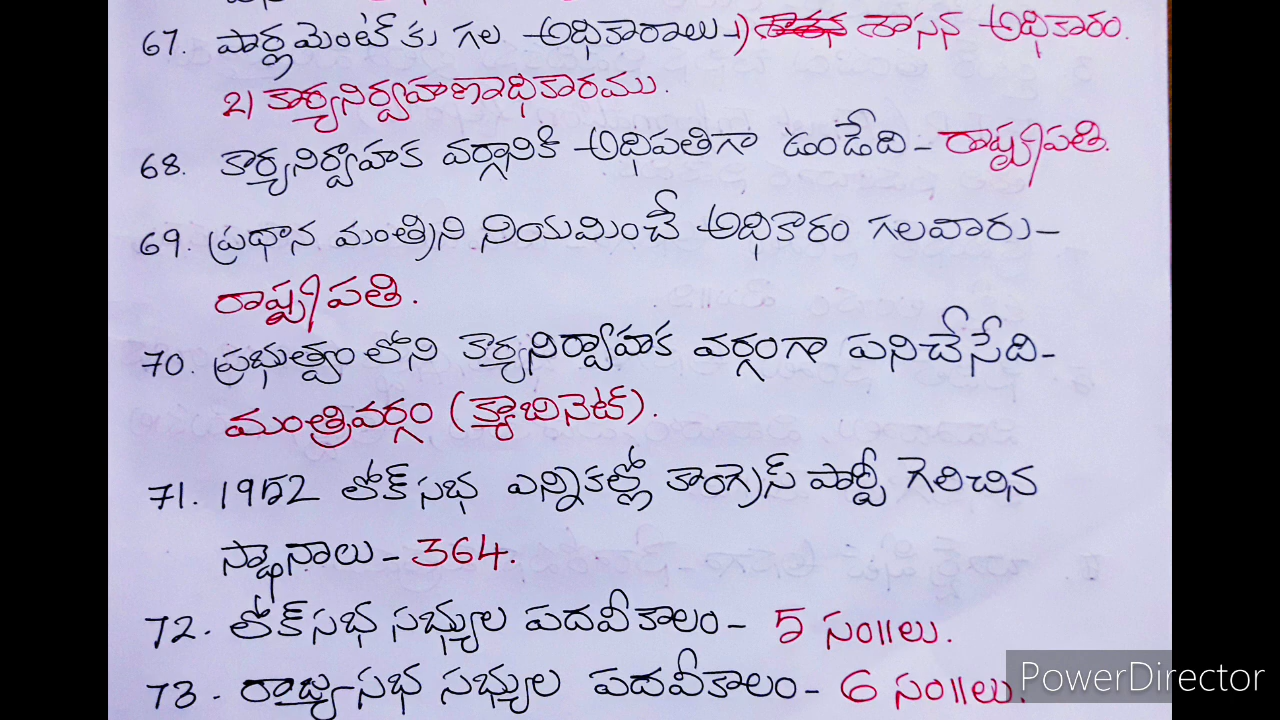 67. పార్లమెంట్ కు గల అధికారాలు-1) శాసన అధికారం.
2) కార్యనిర్వహణాధికారము.
68. కార్యనిర్వాహక వర్గానికి అధిపతిగా ఉండేది- రాష్ట్రపతి.
69. ప్రధాన మంత్రిని నియమించే అధికారం గలవారు-
రాష్ట్రపతి.
70. ప్రభుత్వం లోని కార్యనిర్వాహక వర్గంగా పనిచేసేది-
మంత్రివర్గం (క్యాబినెట్).
71. 1952 లోక్ సభ ఎన్నికల్లో కాంగ్రెస్ పార్టీ గెలిచిన
స్థానాలు- 364.
72. లోక్ సభ సభ్యుల పదవీకాలం- 5 సం॥లు.
73. రాజ్య-సభ సభ్యుల పదవీకాలం- 6 సం॥లు.
PowerDirector